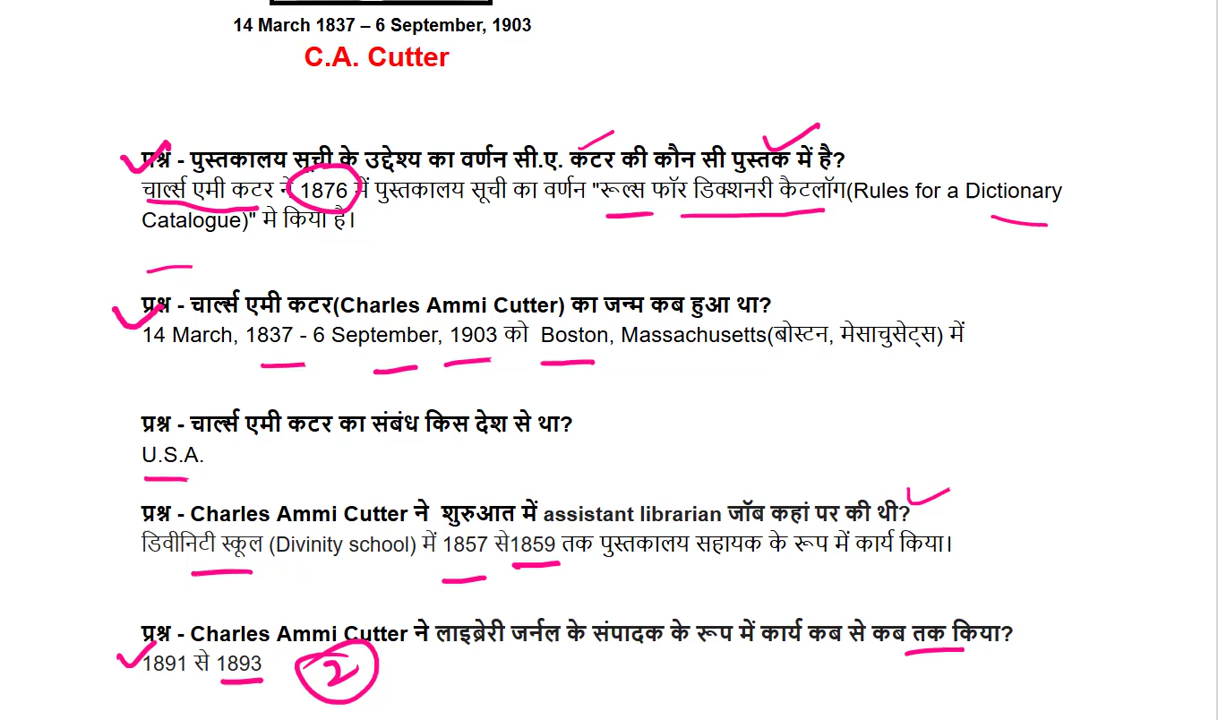 14 March 1837 – 6 September, 1903
C.A. Cutter
प्रश्न - पुस्तकालय सूची के उद्देश्य का वर्णन सी.ए. कटर की कौन सी पुस्तक में है?
चार्ल्स एमी कटर ने 1876 में पुस्तकालय सूची का वर्णन "रूल्स फॉर डिक्शनरी कैटलॉग(Rules for a Dictionary
Catalogue)" मे किया है।
प्रश्न - चार्ल्स एमी कटर(Charles Ammi Cutter) का जन्म कब हुआ था?
14 March, 1837 - 6 September, 1903 को Boston, Massachusetts(बोस्टन, मेसाचुसेट्स) में
प्रश्न - चार्ल्स एमी कटर का संबंध किस देश से था?
U.S.A.
प्रश्न - Charles Ammi Cutter ने शुरुआत में assistant librarian जॉब कहां पर की थी?
डिवीनिटी स्कूल (Divinity school) में 1857 से1859 तक पुस्तकालय सहायक के रूप में कार्य किया।
प्रश्न - Charles Ammi Cutter ने लाइब्रेरी जर्नल के संपादक के रूप में कार्य कब से कब तक किया?
1891 से 1893 2